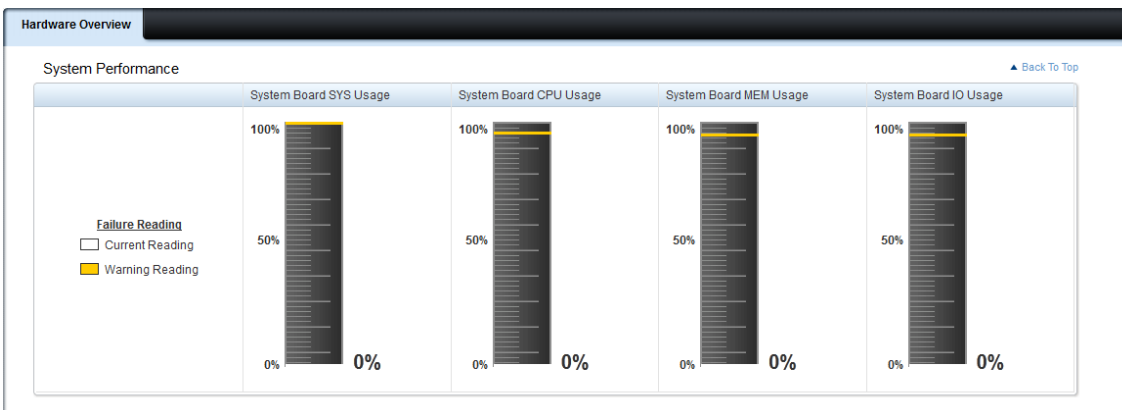 Hardware Overview
System Performance
▲ Back To Top
System Board SYS Usage System Board CPU Usage System Board MEM Usage System Board IO Usage
100% 100% 100% 100%
Failure Reading
50% 50% 50% 50%
Current Reading
Warning Reading
0% 0% 0% 0% 0% 0% 0% 0%